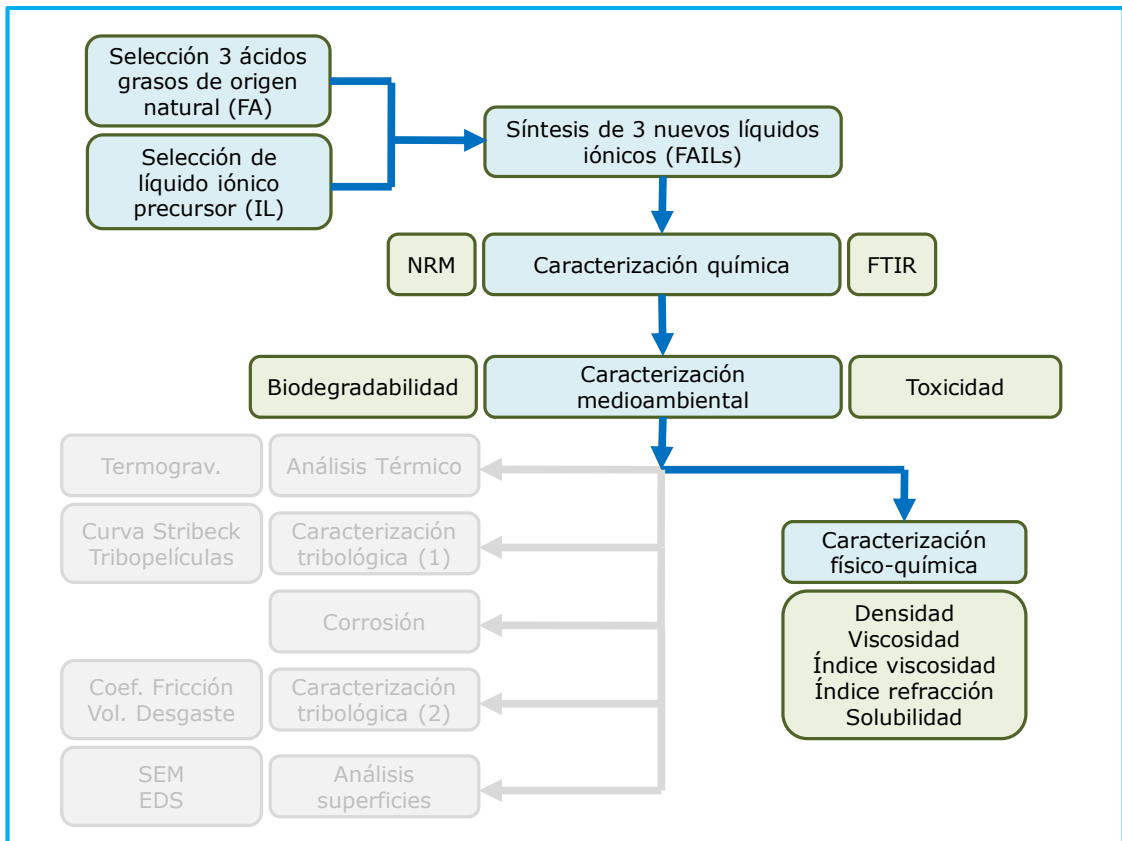 Selección 3 ácidos
grasos de origen
natural (FA)
Selección de
líquido iónico
precursor (IL)
Síntesis de 3 nuevos líquidos
iónicos (FAILs)
NRM
Caracterización química
FTIR
Biodegradabilidad
Caracterización
medioambiental
Toxicidad
Termograv.
Análisis Térmico
Curva Stribeck
Tribopelículas
Caracterización
tribológica (1)
Corrosión
Coef. Fricción
Vol. Desgaste
Caracterización
tribológica (2)
SEM
EDS
Análisis
superficies
Caracterización
físico-química
Densidad
Viscosidad
Índice viscosidad
Índice refracción
Solubilidad